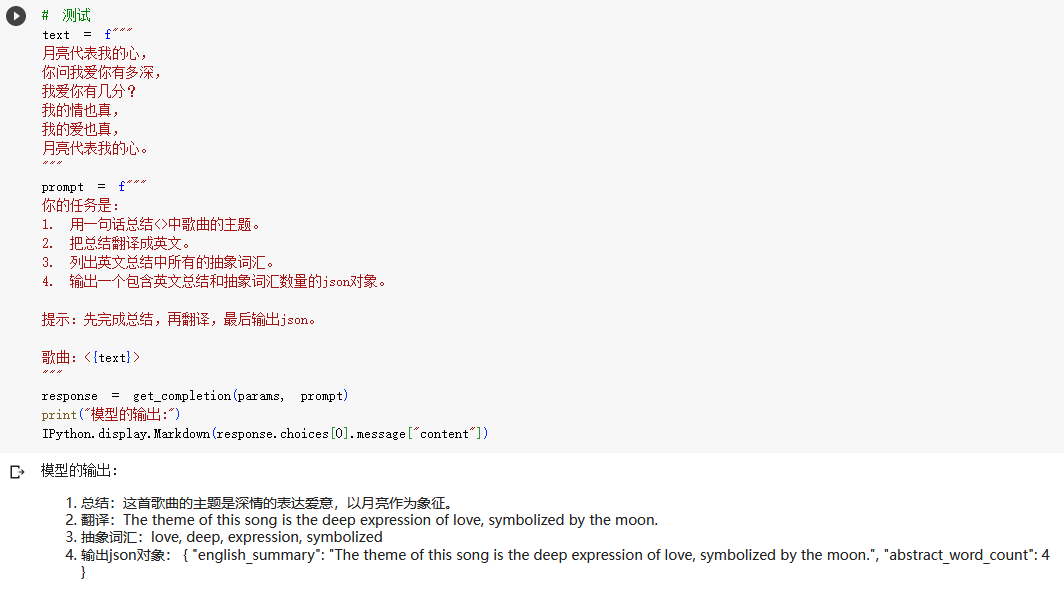 # 测试
text = f"""
月亮代表我的心，
你问我爱你有多深，
我爱你有几分？
我的情也真，
我的爱也真，
月亮代表我的心。
"""
prompt = f"""
你的任务是：
1. 用一句话总结<>中歌曲的主题。
2. 把总结翻译成英文。
3. 列出英文总结中所有的抽象词汇。
4. 输出一个包含英文总结和抽象词汇数量的json对象。
提示：先完成总结，再翻译，最后输出json。
歌曲：<{text}>
"""
response = get_completion(params, prompt)
print("模型的输出:")
IPython.display.Markdown(response.choices[0].message["content"])
模型的输出:
1. 总结：这首歌曲的主题是深情的表达爱意，以月亮作为象征。
2. 翻译：The theme of this song is the deep expression of love, symbolized by the moon.
3. 抽象词汇：love, deep, expression, symbolized
4. 输出json对象： { "english_summary": "The theme of this song is the deep expression of love, symbolized by the moon.", "abstract_word_count": 4
}